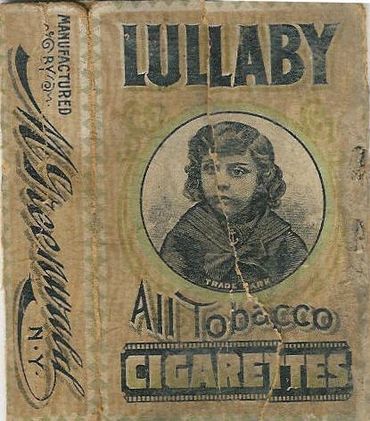 LULLABY
TRADE MARK
All Tobacco
CIGARETTES
MANUFACTURED
BY
M. Greenwald
N.Y.